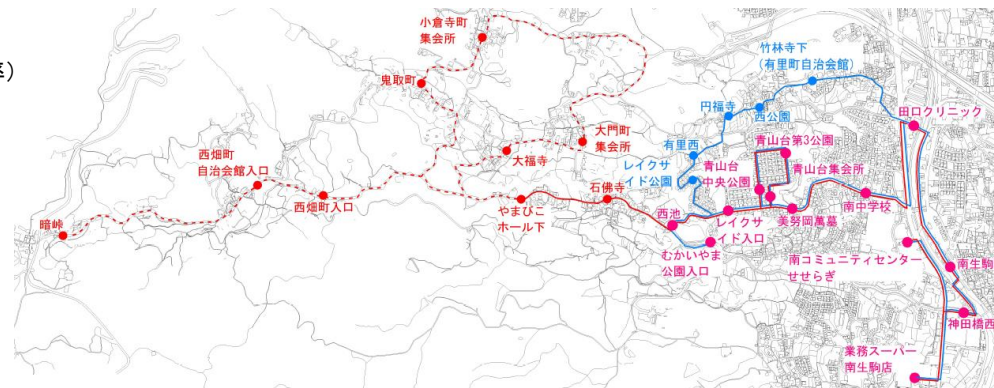 小倉寺町
集会所
鬼取町
竹林寺下
(有里町自治会館)
円福寺
西公園
田口クリニック
大門町
集会所
大福寺
有里西
青山台第3公園
青山台集会所
レイクサ
イド公園
青山台
中央公園
西畑町
自治会館入口
西畑町入口
暗峠
やまびこ
ホール下
石佛寺
西池
レイクサ
イド入口
美努岡萬墓
南中学校
むかいやま
公園入口
南コミュニティセンター
せせらぎ
南生駒
神田橋西
業務スーパー
南生駒店